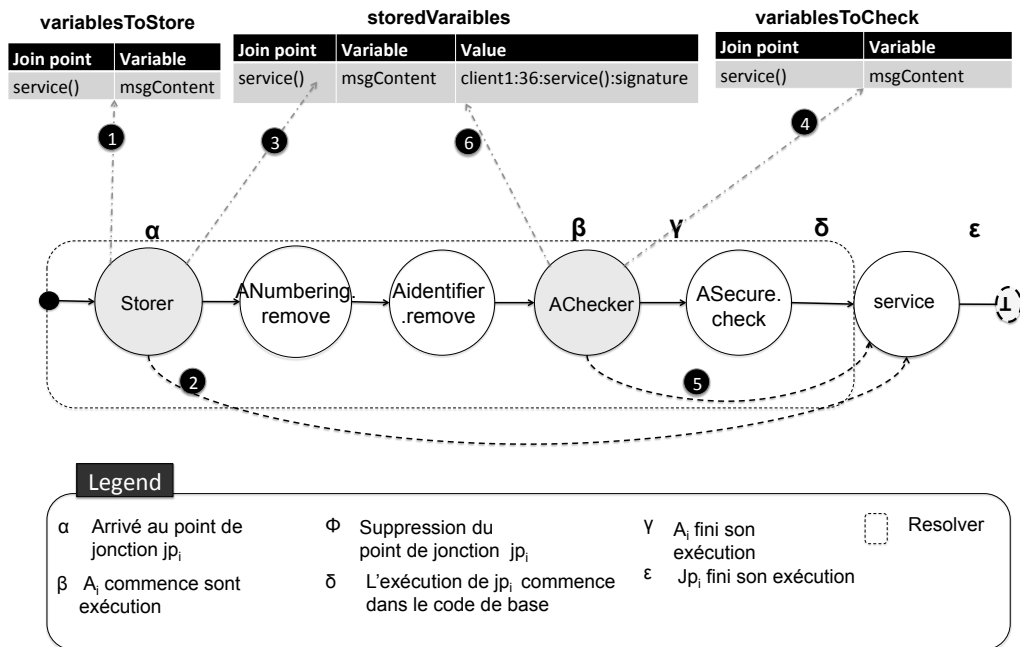 variablesToStore
storedVaraibles
variablesToCheck
Join point Variable
service() msgContent
Join point Variable Value
service() msgContent client1:36:service():signature
Join point Variable
service() msgContent
1
3
6
4
α
β
γ
δ
ε
Storer
ANumbering.
remove
Aidentifier
.remove
AChecker
ASecure.
check
service
⊥
2
5
Legend
α Arrivé au point de
jonction jpi
β Ai commence sont
exécution
Φ Suppression du
point de jonction jpi
δ L'exécution de jpi commence
dans le code de base
γ Ai fini son
exécution
ε Jpi fini son exécution
Resolver